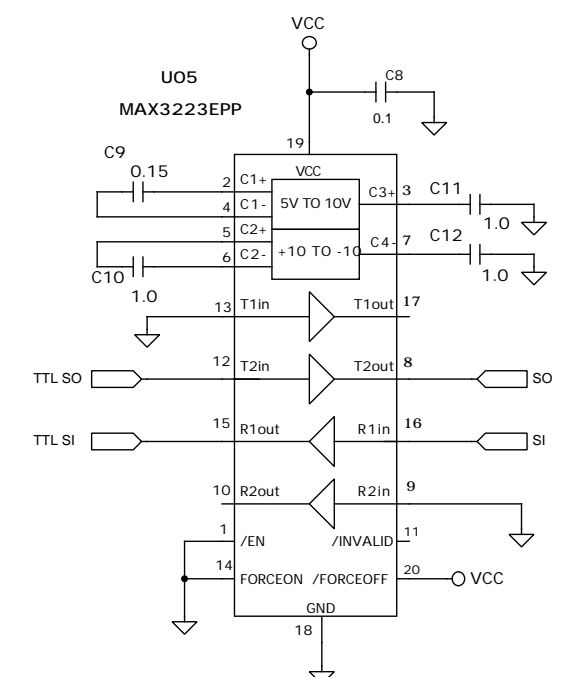 VCC
U05
MAX3223EPP
C8
0.1
19
C9
0.15
VCC
2 C1+
C3+ 3
C11
4 C1-
5V TO 10V
1.0
5 C2+
C4- 7
C12
6 C2-
+10 TO -10
C10
1.0
1.0
13 T1in
T1out 17
TTL SO
12 T2in
T2out 8
SO
TTL SI
15 R1out
R1in 16
SI
10 R2out
R2in 9
1 /EN
/INVALID 11
14 FORCEON
/FORCEOFF 20
VCC
GND
18